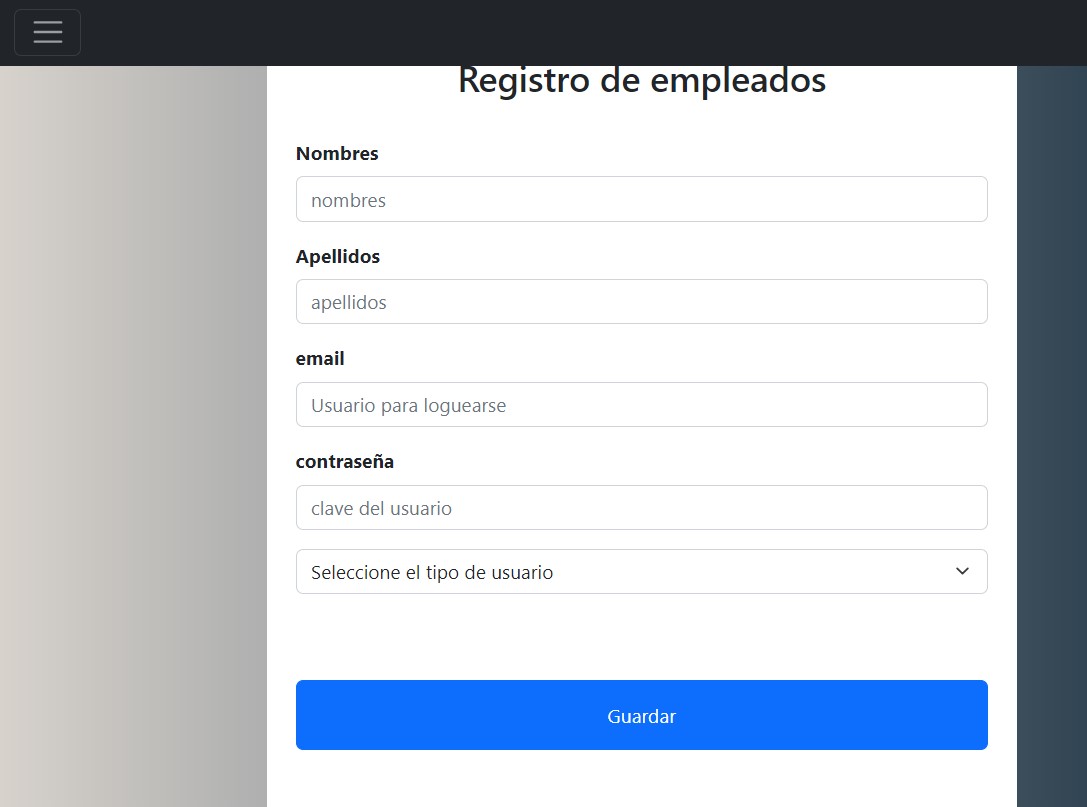 Registro de empleados
Nombres
nombres
Apellidos
apellidos
email
Usuario para loguearse
contraseña
clave del usuario
Seleccione el tipo de usuario
Guardar